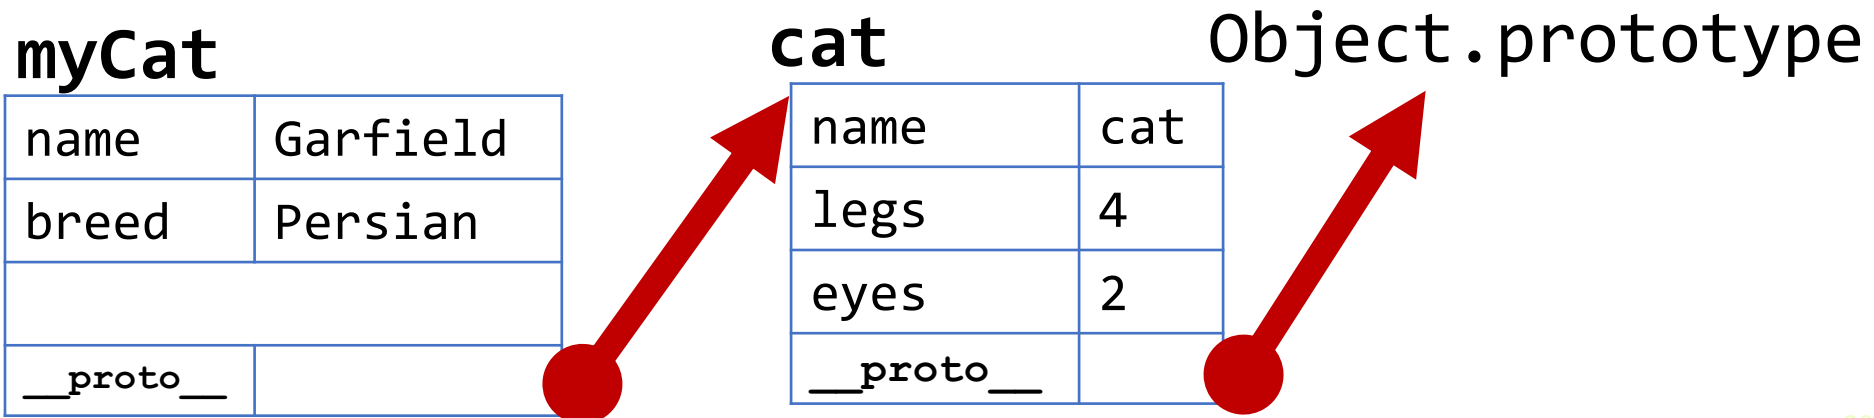 myCat
name Garfield
breed Persian
__proto__
cat
name cat
legs 4
eyes 2
__proto__
Object.prototype